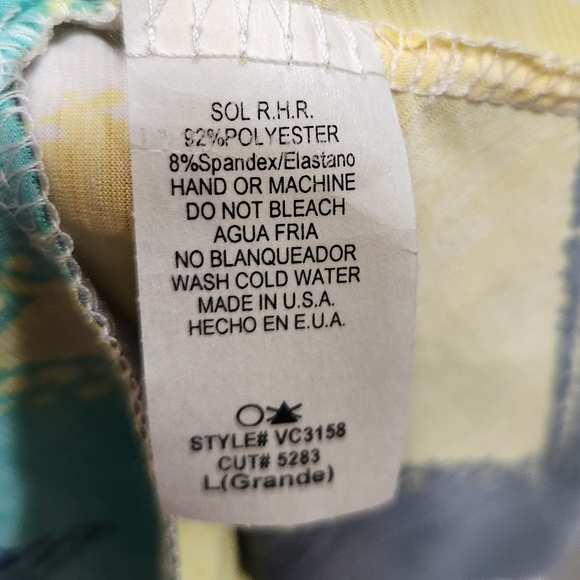 SOL R.H.R.
92%POLYESTER
8%Spandex/Elastano
HAND OR MACHINE
DO NOT BLEACH
AGUA FRIA
NO BLANQUEADOR
WASH COLD WATER
MADE IN U.S.A.
HECHO EN E.U.A.
STYLE# VC3158
CUT# 5283
L(Grande)